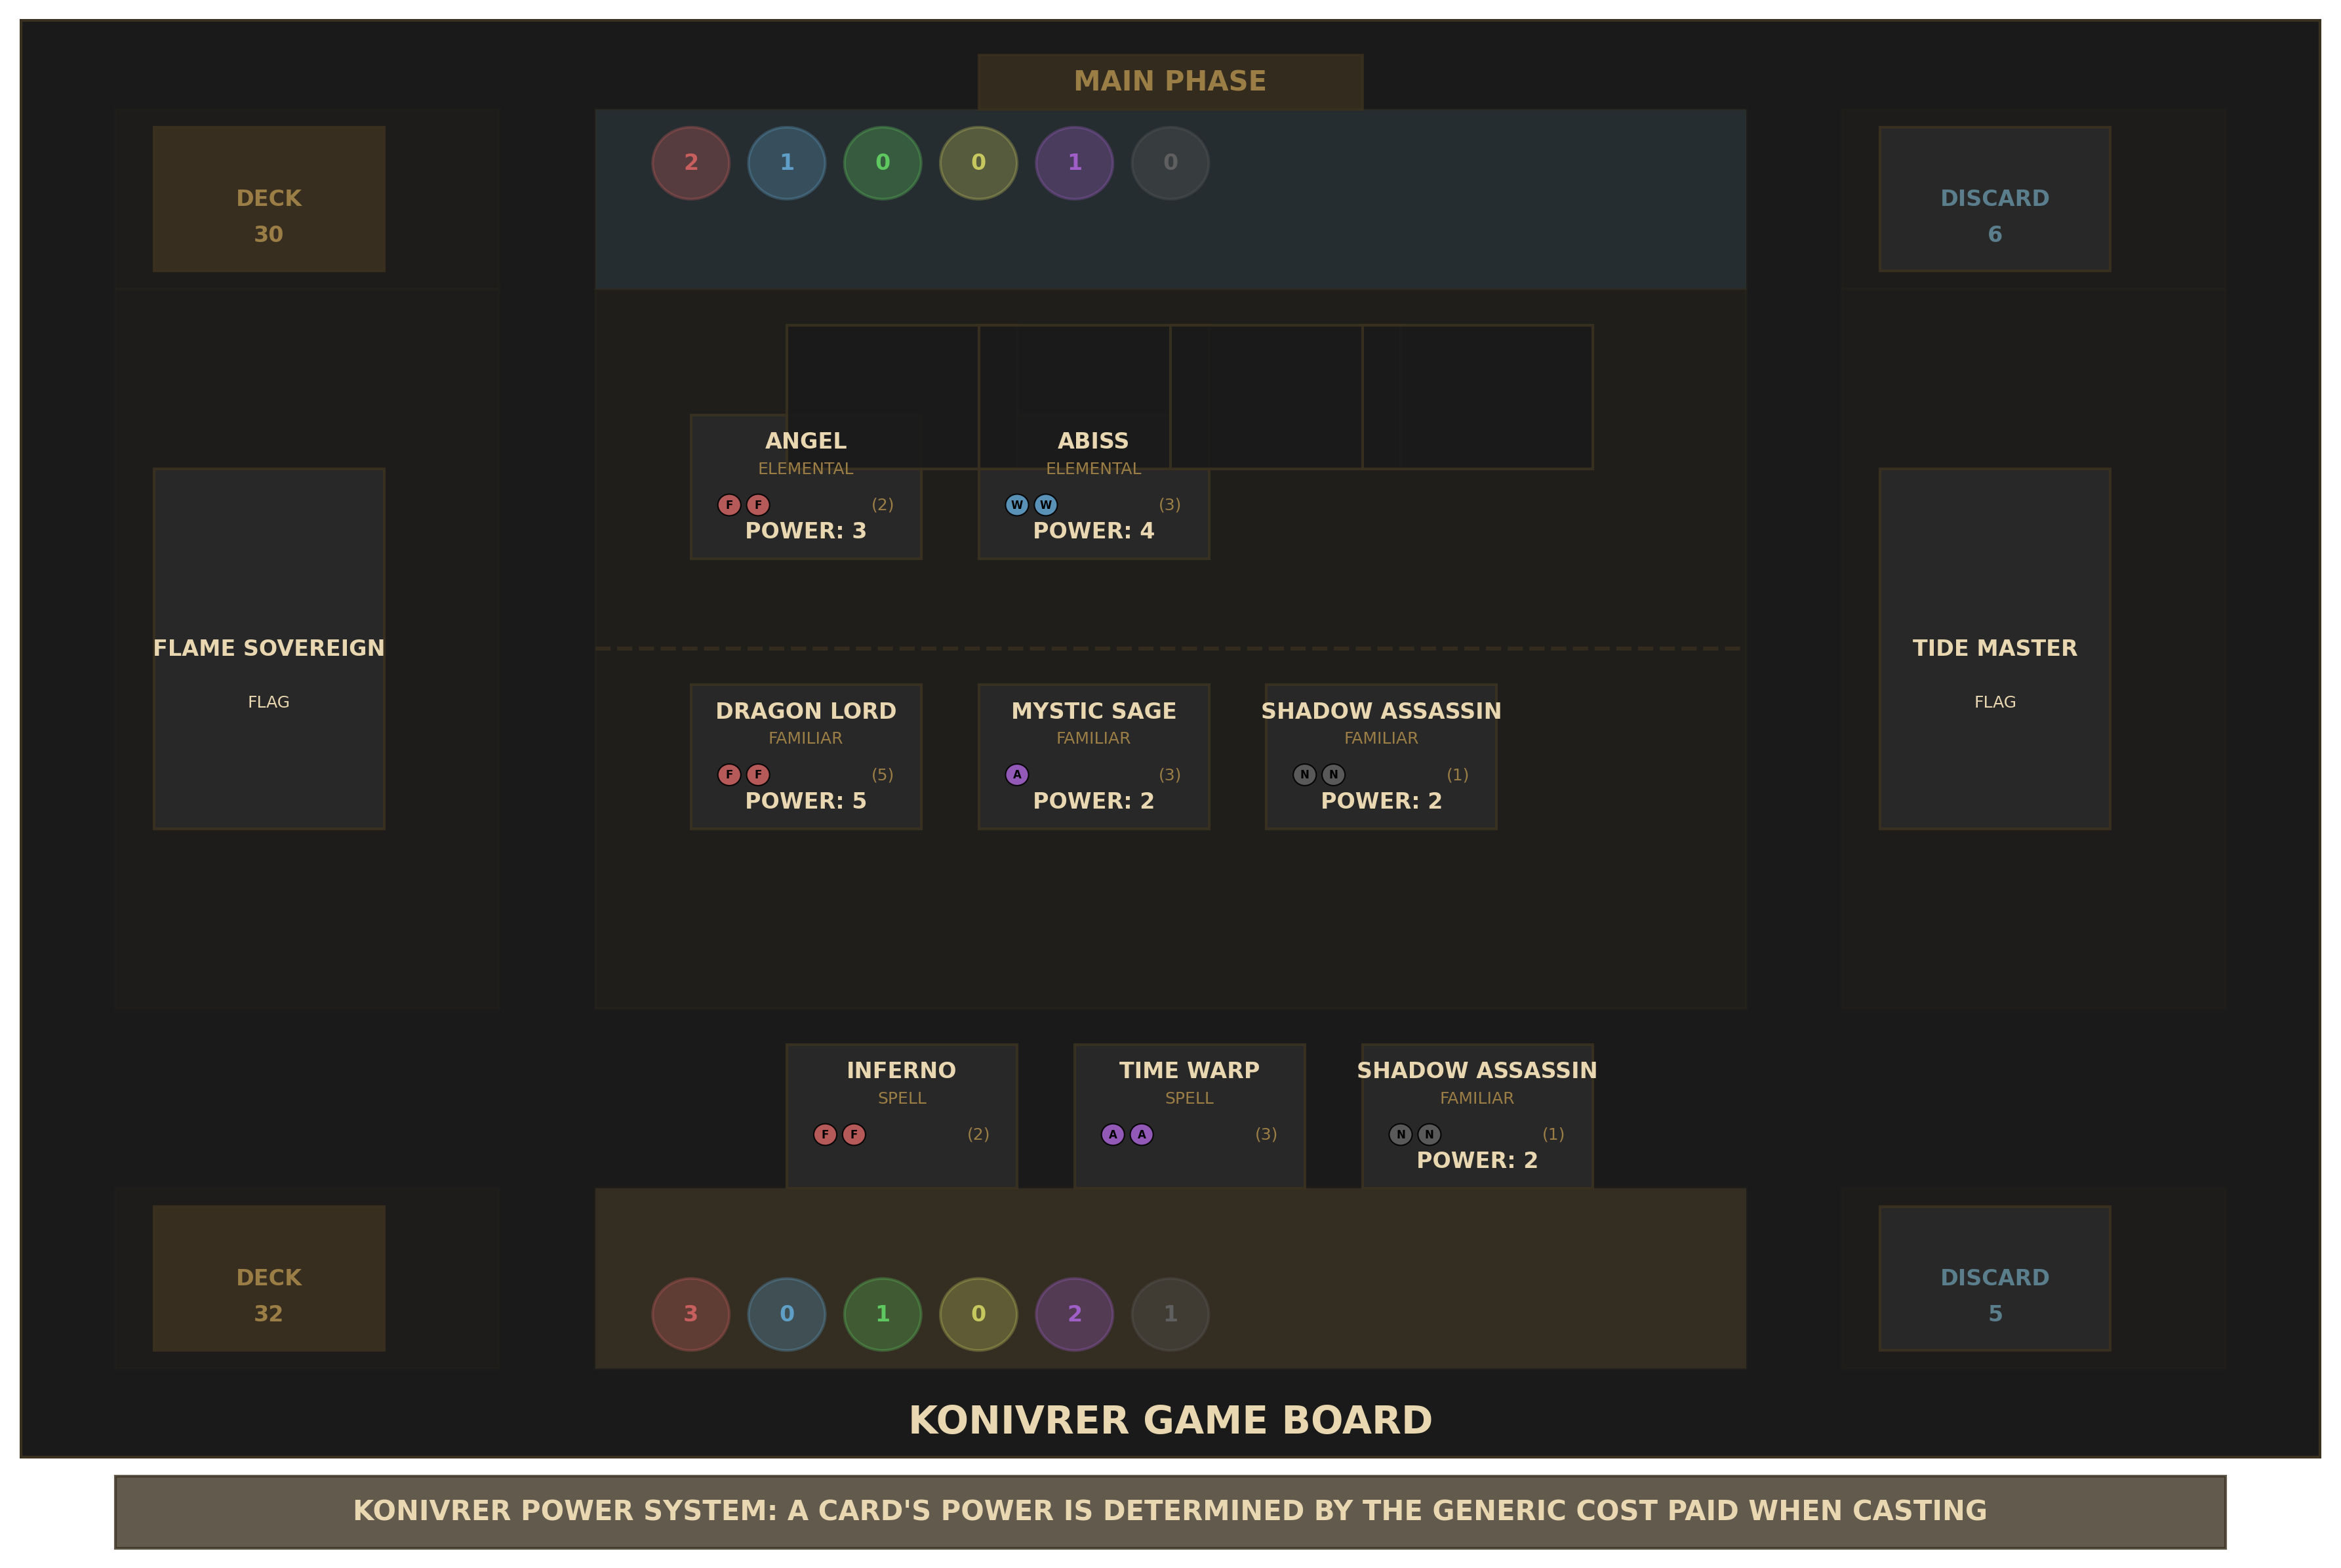 MAIN PHASE
2 1 0 0 1 0
DECK
30
DISCARD
6
ANGEL
ELEMENTAL
F F (2)
POWER: 3
ABISS
ELEMENTAL
W W (3)
POWER: 4
FLAME SOVEREIGN
FLAG
TIDE MASTER
FLAG
DRAGON LORD
FAMILIAR
F F (5)
POWER: 5
MYSTIC SAGE
FAMILIAR
A (3)
POWER: 2
SHADOW ASSASSIN
FAMILIAR
N N (1)
POWER: 2
INFERNO
SPELL
F F (2)
TIME WARP
SPELL
A A (3)
SHADOW ASSASSIN
FAMILIAR
N N (1)
POWER: 2
DECK
32
3 0 1 0 2 1
DISCARD
5
KONIVRER GAME BOARD
KONIVRER POWER SYSTEM: A CARD'S POWER IS DETERMINED BY THE GENERIC COST PAID WHEN CASTING